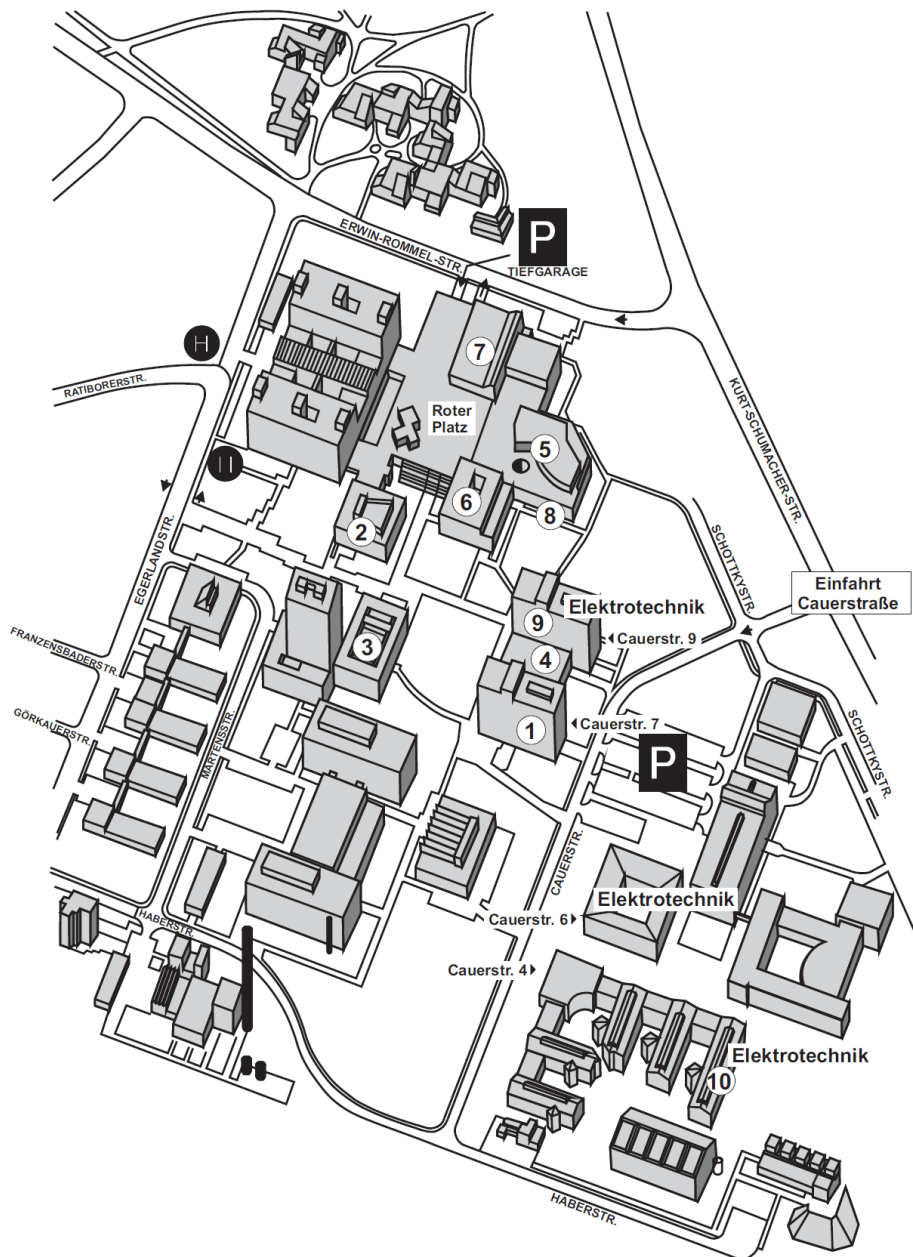 ERWIN-ROMMEL-STR.
P
TIEFGARAGE
7
H
RATIBORERSTR.
Roter
Platz
KURT-SCHUMACHER-STR.
5
H
6
8
2
EGERLANDSTR.
SCHOTTKYSTR.
Einfahrt
Cauerstraße
Elektrotechnik
9
Cauerstr. 9
FRANZENSBADERSTR.
3
4
GÖRKAUERSTR.
MARTENSSTR.
1
Cauerstr. 7
P
SCHOTTKYSTR.
CAUERSTR.
Elektrotechnik
Cauerstr. 6
HABERSTR.
Cauerstr. 4
Elektrotechnik
10
HABERSTR.